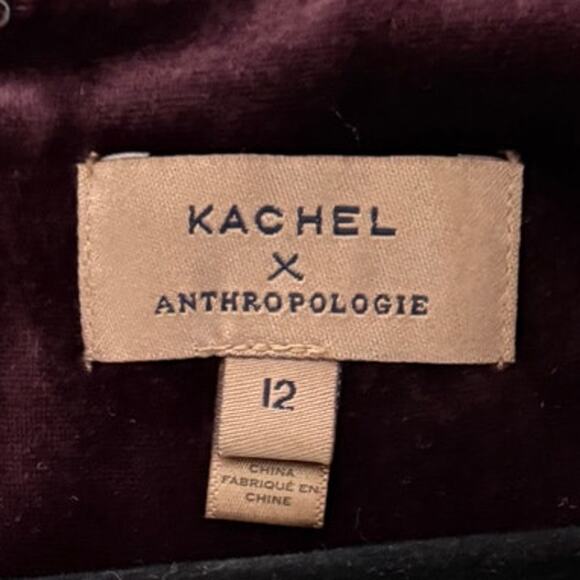 KACHEL
X
ANTHROPOLOGIE
12
CHINA
FABRIQUÉ EN
CHINE